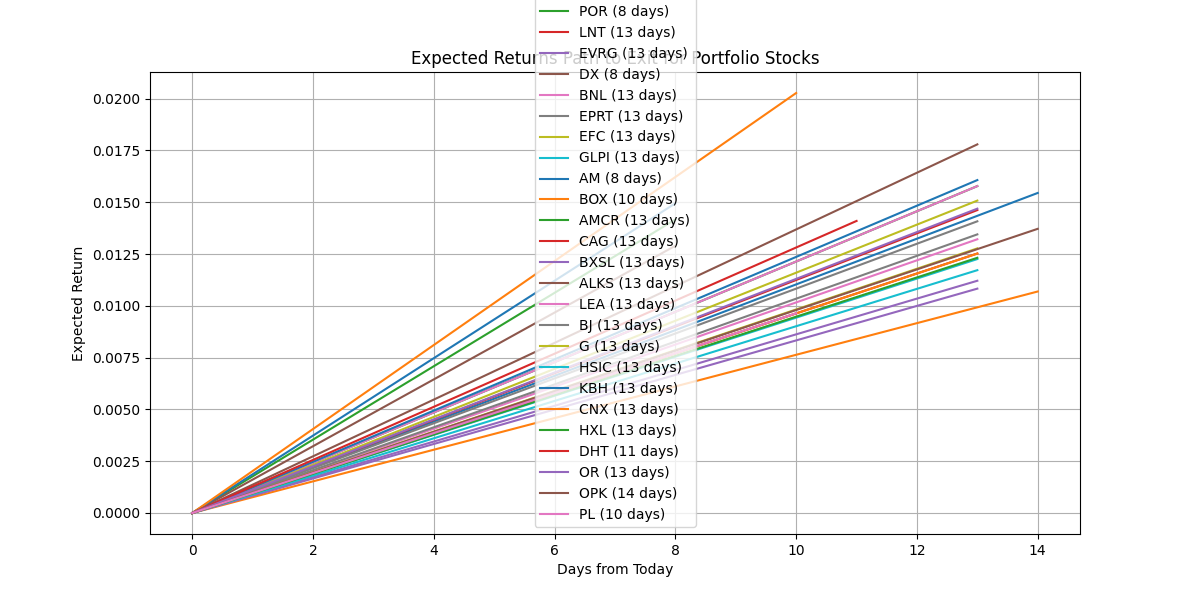 POR (8 days)
LNT (13 days)
EVRG (13 days)
Expected Returns Path to Exit for Portfolio Stocks
DX (8 days)
BNL (13 days)
EPRT (13 days)
EFC (13 days)
GLPI (13 days)
AM (8 days)
BOX (10 days)
AMCR (13 days)
CAG (13 days)
BXSL (13 days)
ALKS (13 days)
LEA (13 days)
BJ (13 days)
G (13 days)
HSIC (13 days)
KBH (13 days)
CNX (13 days)
HXL (13 days)
DHT (11 days)
OR (13 days)
OPK (14 days)
PL (10 days)
0.0200
0.0175
0.0150
0.0125
0.0100
0.0075
0.0050
0.0025
0.0000
Expected Return
0 2 4 6 8 10 12 14
Days from Today